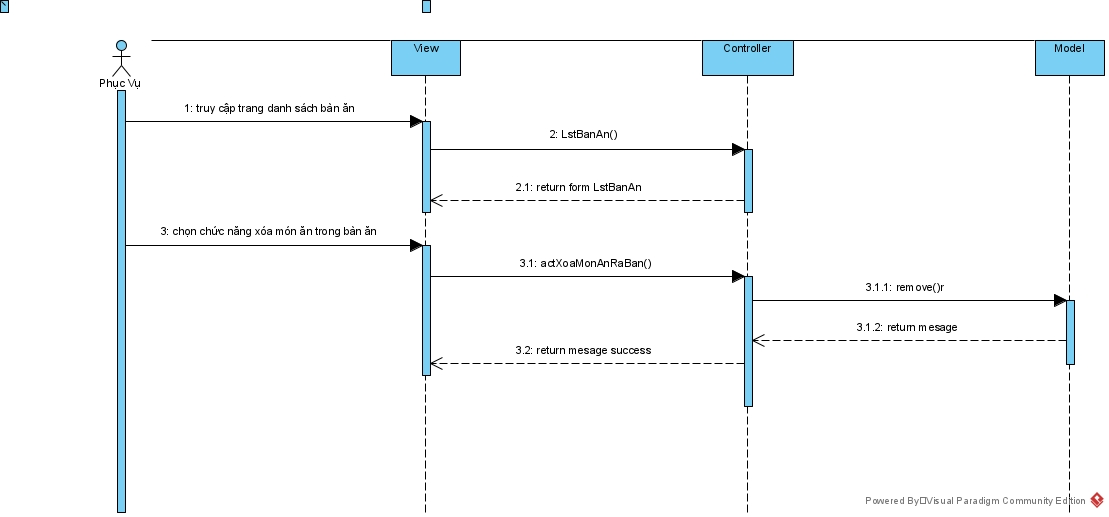 View
Controller
Model
Phục Vụ
1: truy cập trang danh sách bàn ăn
2: LstBanAn()
2.1: return form LstBanAn
3: chọn chức năng xóa món ăn trong bàn ăn
3.1: actXoaMonAnRaBan()
3.1.1: remove()r
3.1.2: return mesage
3.2: return mesage success
Powered By Visual Paradigm Community Edition